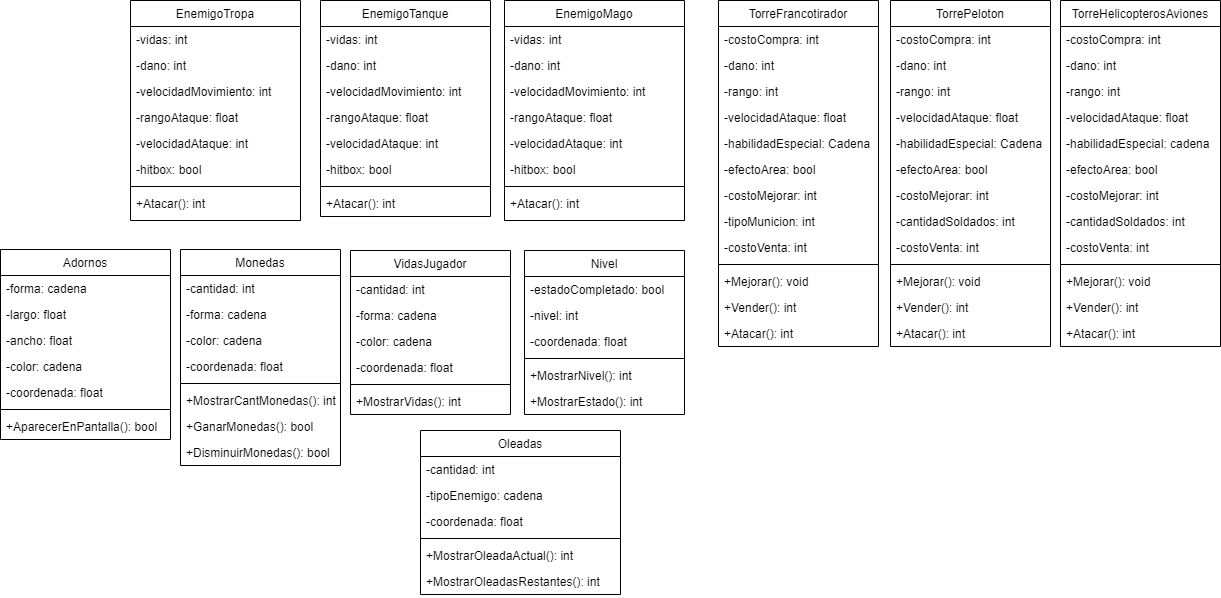 EnemigoTropa
-vidas: int
-dano: int
-velocidadMovimiento: int
-rangoAtaque: float
-velocidadAtaque: int
-hitbox: bool
+Atacar(): int
EnemigoTanque
-vidas: int
-dano: int
-velocidadMovimiento: int
-rangoAtaque: float
-velocidadAtaque: int
-hitbox: bool
+Atacar(): int
EnemigoMago
-vidas: int
-dano: int
-velocidadMovimiento: int
-rangoAtaque: float
-velocidadAtaque: int
-hitbox: bool
+Atacar(): int
TorreFrancotirador
-costoCompra: int
-dano: int
-rango: int
-velocidadAtaque: float
-habilidadEspecial: Cadena
-efectoArea: bool
-costoMejorar: int
-tipoMunicion: int
-costoVenta: int
+Mejorar(): void
+Vender(): int
+Atacar(): int
TorrePeloton
-costoCompra: int
-dano: int
-rango: int
-velocidadAtaque: float
-habilidadEspecial: Cadena
-efectoArea: bool
-costoMejorar: int
-cantidadSoldados: int
-costoVenta: int
+Mejorar(): void
+Vender(): int
+Atacar(): int
TorreHelicopterosAviones
-costoCompra: int
-dano: int
-rango: int
-velocidadAtaque: float
-habilidadEspecial: cadena
-efectoArea: bool
-costoMejorar: int
-cantidadSoldados: int
-costoVenta: int
+Mejorar(): void
+Vender(): int
+Atacar(): int
Adornos
-forma: cadena
-largo: float
-ancho: float
-color: cadena
-coordenada: float
+AparecerEnPantalla(): bool
Monedas
-cantidad: int
-forma: cadena
-color: cadena
-coordenada: float
+MostrarCantMonedas(): int
+GanarMonedas(): bool
+DisminuirMonedas(): bool
VidasJugador
-cantidad: int
-forma: cadena
-color: cadena
-coordenada: float
+MostrarVidas(): int
Nivel
-estadoCompletado: bool
-nivel: int
-coordenada: float
+MostrarNivel(): int
+MostrarEstado(): int
Oleadas
-cantidad: int
-tipoEnemigo: cadena
-coordenada: float
+MostrarOleadaActual(): int
+MostrarOleadasRestantes(): int